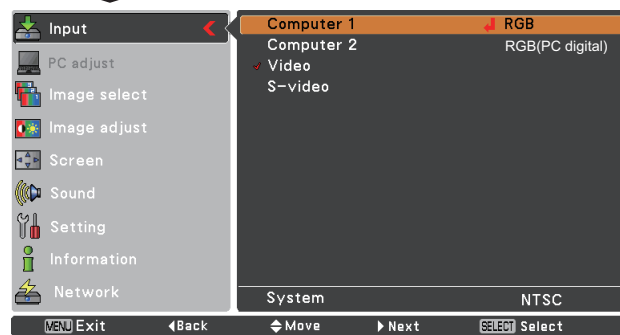 Input
PC adjust
Image select
Image adjust
Screen
Sound
Setting
Information
Network
Computer 1 RGB
Computer 2 RGB(PC digital)
Video
S-video
System NTSC
MENU Exit Back Move Next SELECT Select